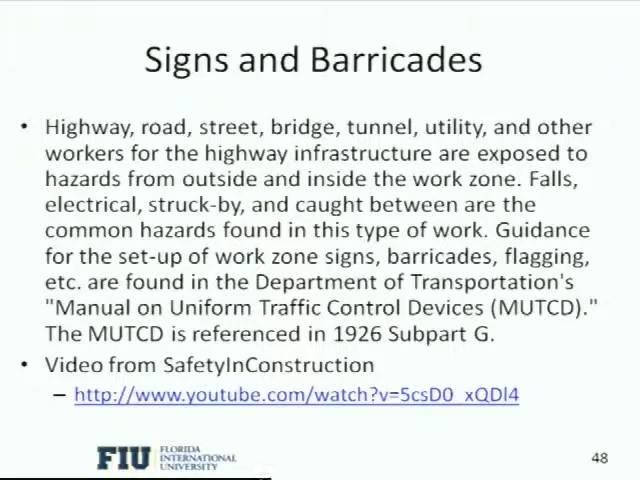 Signs and Barricades
• Highway, road, street, bridge, tunnel, utility, and other
workers for the highway infrastructure are exposed to
hazards from outside and inside the work zone. Falls,
electrical, struck-by, and caught between are the
common hazards found in this type of work. Guidance
for the set-up of work zone signs, barricades, flagging,
etc. are found in the Department of Transportation's
"Manual on Uniform Traffic Control Devices (MUTCD)."
The MUTCD is referenced in 1926 Subpart G.
• Video from SafetyInConstruction
– http://www.youtube.com/watch?v=5csD0_xQDl4
FIU FLORIDA
INTERNATIONAL
UNIVERSITY
48